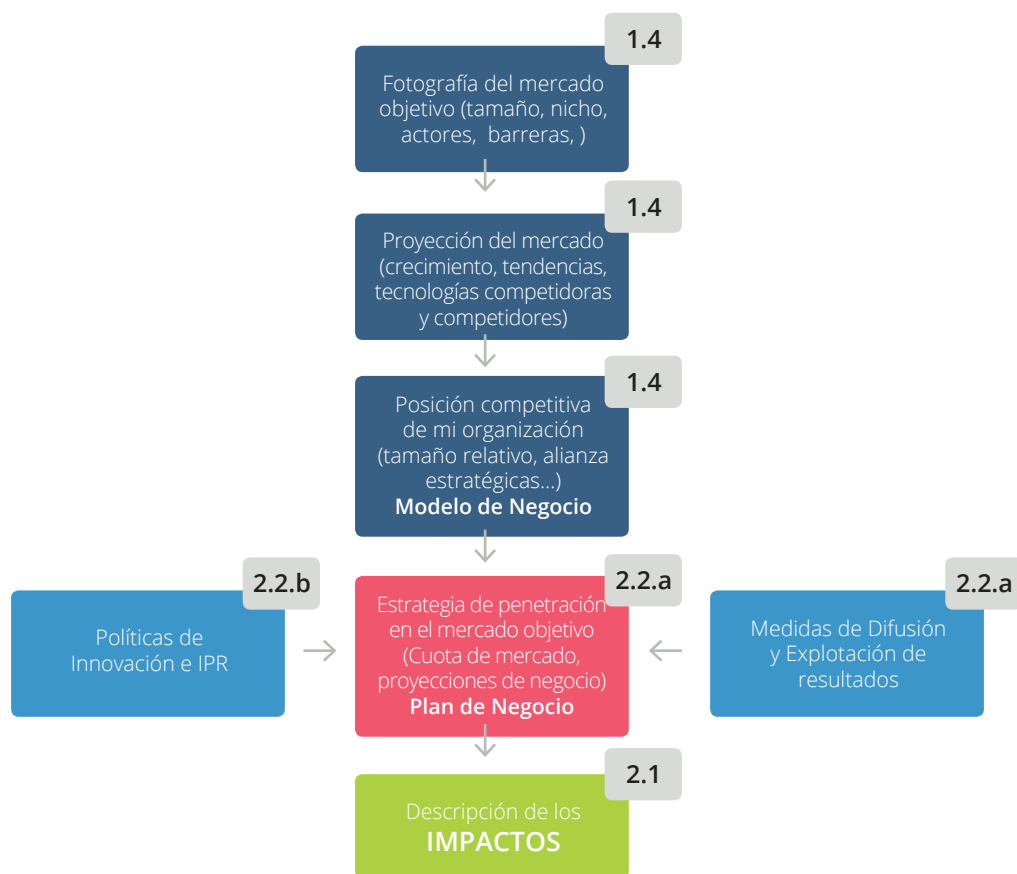 1.4
Fotografía del mercado
objetivo (tamaño, nicho,
actores,  barreras, )
1.4
Proyección del mercado
(crecimiento, tendencias,
tecnologías competidoras
y competidores)
1.4
Posición competitiva
de mi organización
(tamaño relativo, alianza
estratégicas...)
Modelo de Negocio
2.2.b
Políticas de
Innovación e IPR
2.2.a
Estrategia de penetración
en el mercado objetivo
(Cuota de mercado,
proyecciones de negocio)
Plan de Negocio
2.2.a
Medidas de Difusión
y Explotación de
resultados
2.1
Descripción de los
IMPACTOS